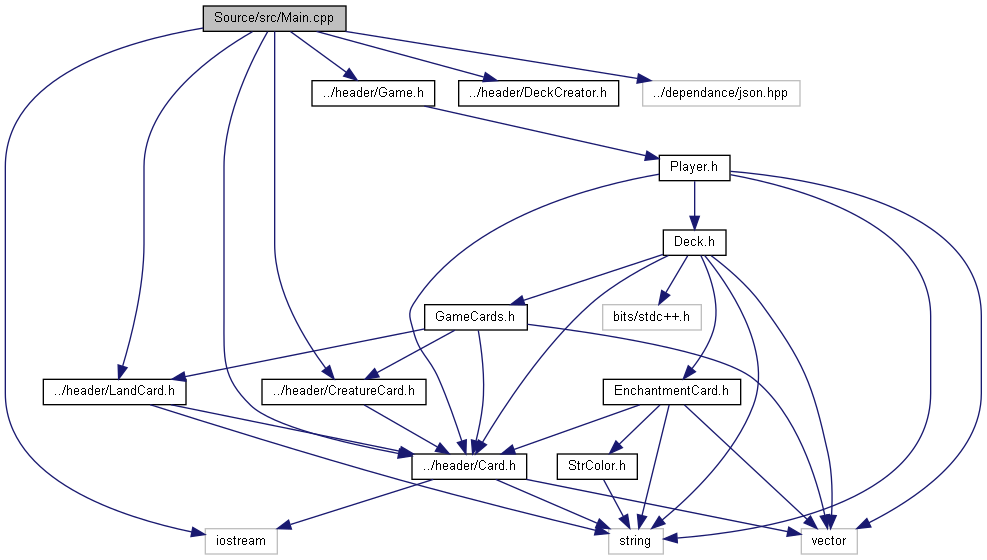 Source/src/Main.cpp
../header/Game.h
../header/DeckCreator.h
../dependance/json.hpp
Player.h
Deck.h
GameCards.h
bits/stdc++.h
../header/LandCard.h
../header/CreatureCard.h
EnchantmentCard.h
../header/Card.h
StrColor.h
iostream
string
vector